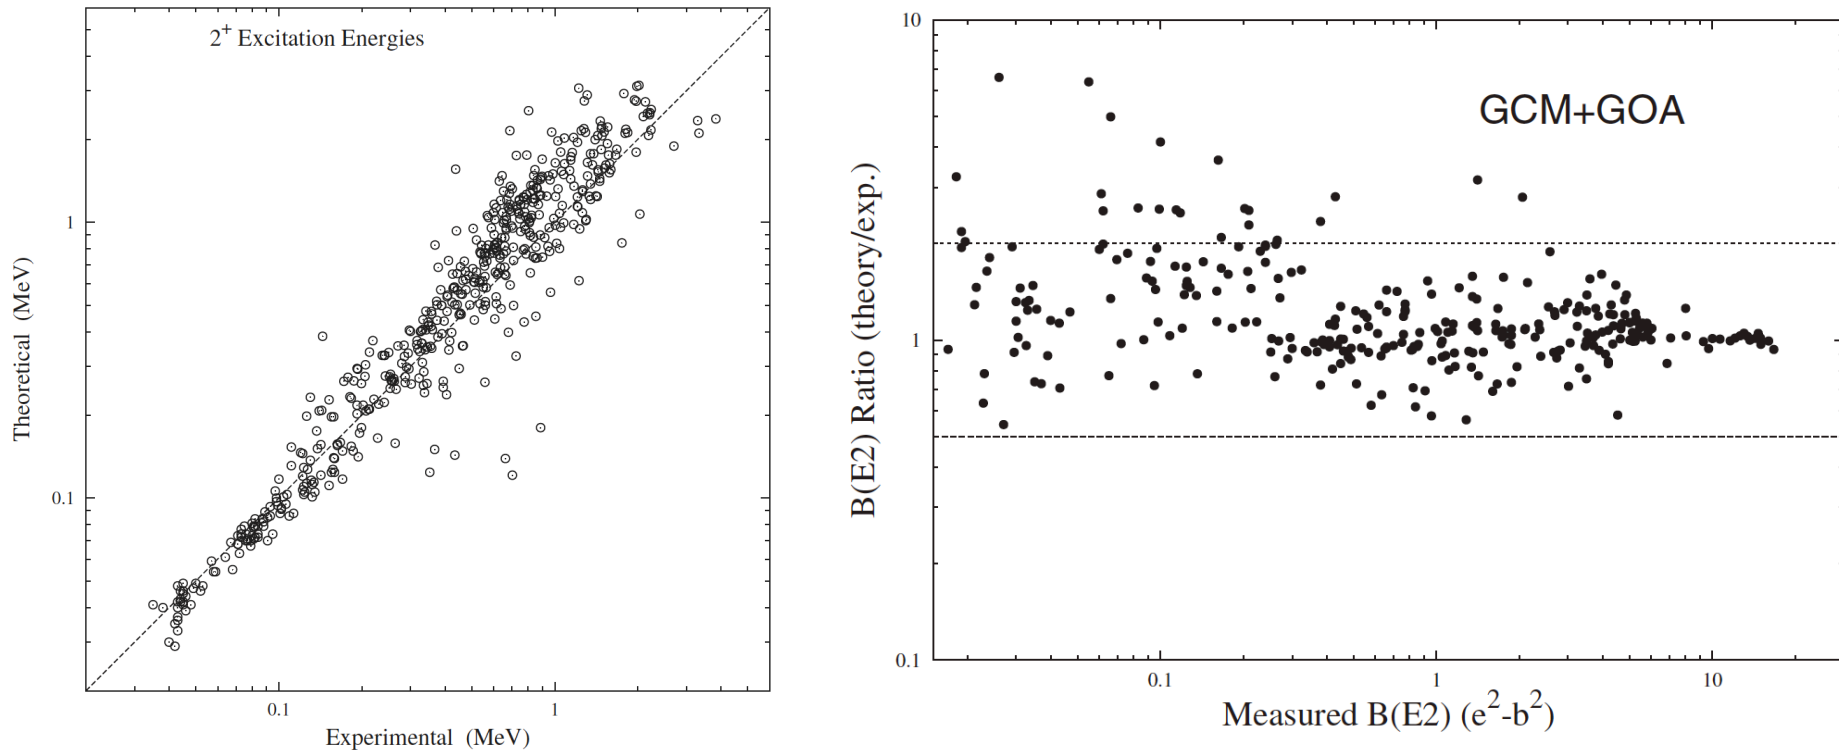 2+ Excitation Energies
Theoretical (MeV)
1
0.1
0.1
1
Experimental (MeV)
GCM+GOA
B(E2) Ratio (theory/exp.)
10
1
0.1
0.1
1
10
Measured B(E2) (e2-b2)